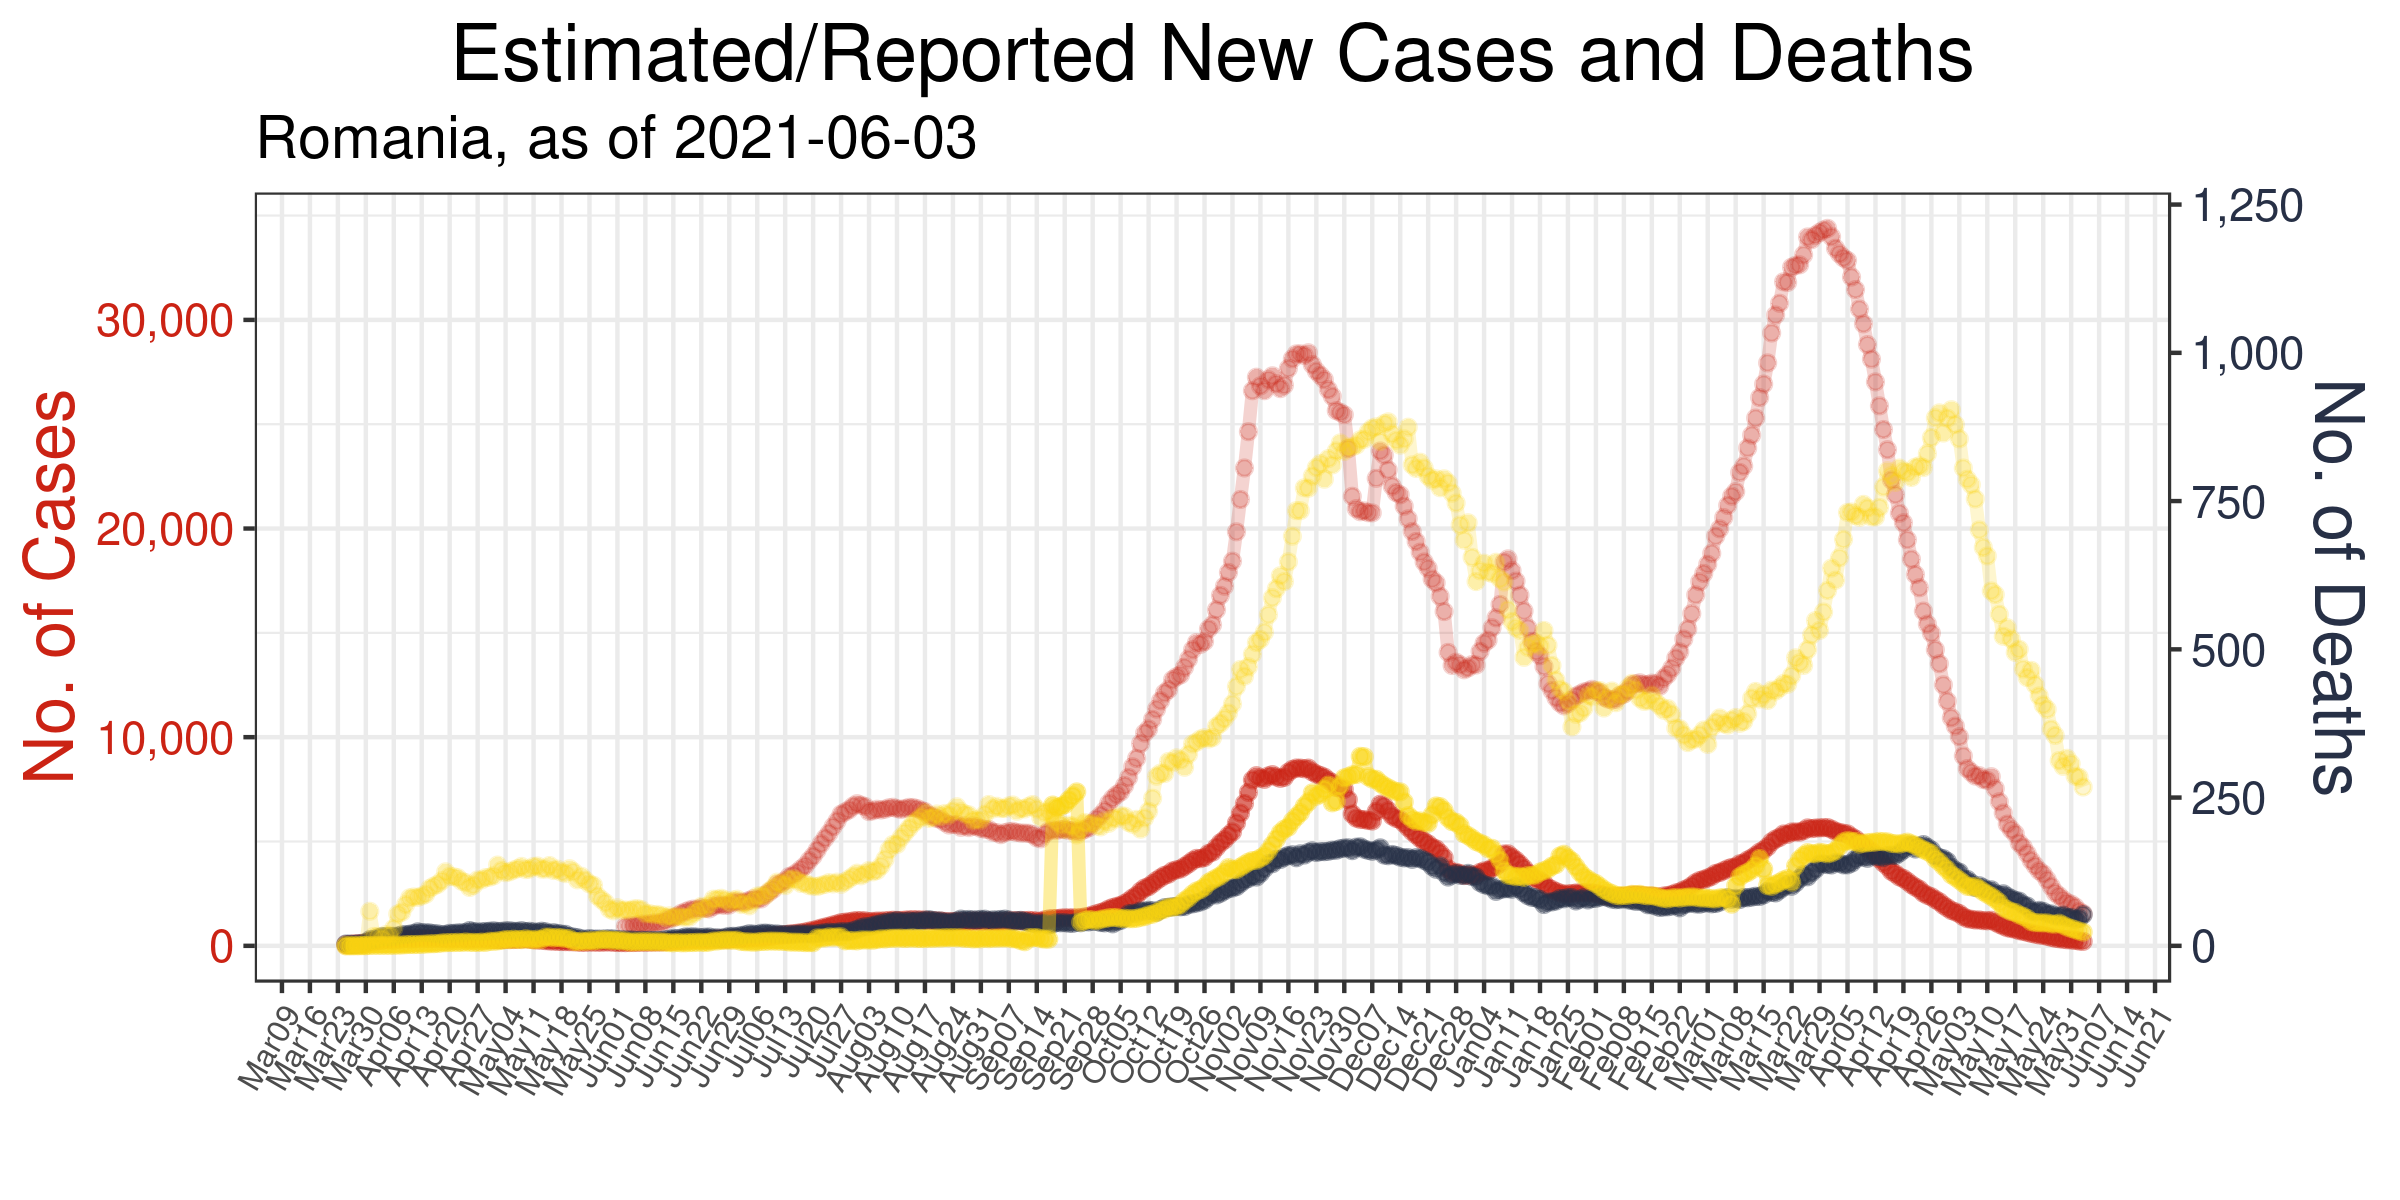 Estimated/Reported New Cases and Deaths
Romania, as of 2021-06-03
No. of Cases
30,000
20,000
10,000
0
1,250
1,000
750
500
250
0
No. of Deaths
Mar09
Mar16
Mar23
Mar30
Apr06
Apr13
Apr20
Apr27
May04
May11
May18
May25
Jun01
Jun08
Jun15
Jun22
Jun29
Jul06
Jul13
Jul20
Jul27
Aug03
Aug10
Aug17
Aug24
Aug31
Sep07
Sep14
Sep21
Sep28
Oct05
Oct12
Oct19
Oct26
Nov02
Nov09
Nov16
Nov23
Nov30
Dec07
Dec14
Dec21
Dec28
Jan04
Jan11
Jan18
Jan25
Feb01
Feb08
Feb15
Feb22
Mar01
Mar08
Mar15
Mar22
Mar29
Apr05
Apr12
Apr19
Apr26
May03
May10
May17
May24
May31
Jun07
Jun14
Jun21